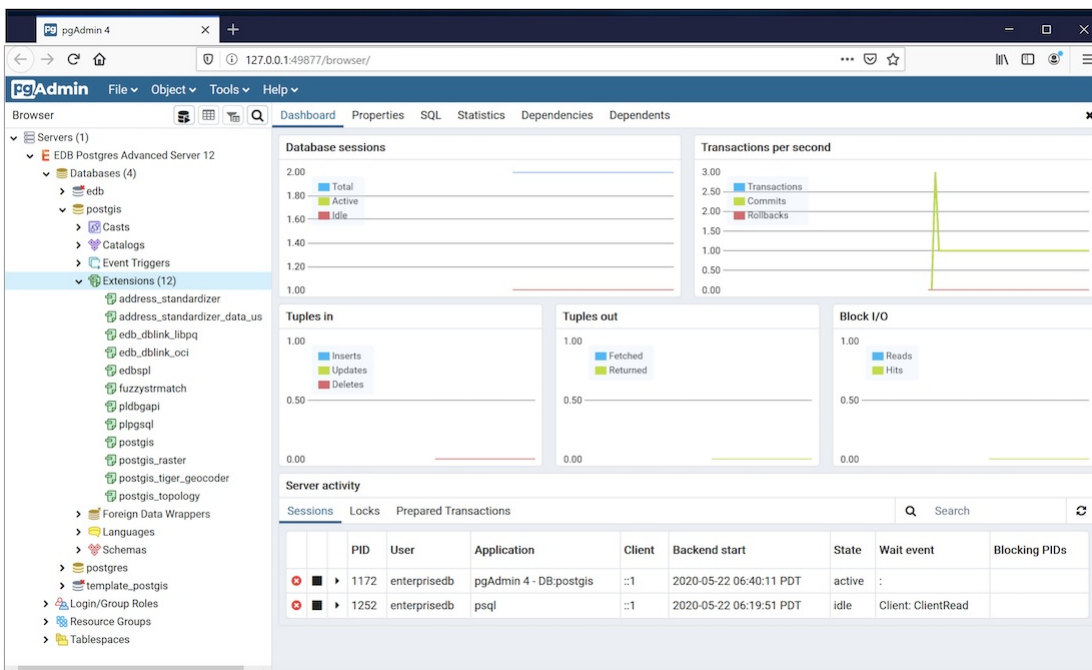 pgAdmin 4
127.0.0.1:49877/browser/
pgAdmin File Object Tools Help
Browser
Dashboard Properties SQL Statistics Dependencies Dependents
Servers (1)
EDB Postgres Advanced Server 12
Databases (4)
edb
postgis
Casts
Catalogs
Event Triggers
Extensions (12)
address_standardizer
address_standardizer_data_us
edb_dblink_libpq
edb_dblink_oci
edbspl
fuzzystrmatch
pldbgapi
plpgsql
postgis
postgis_raster
postgis_tiger_geocoder
postgis_topology
Foreign Data Wrappers
Languages
Schemas
postgres
template_postgis
Login/Group Roles
Resource Groups
Tablespaces
Database sessions
2.00
1.80
1.60
1.40
1.20
1.00
Total
Active
Idle
Transactions per second
3.00
2.50
2.00
1.50
1.00
0.50
0.00
Transactions
Commits
Rollbacks
Tuples in
1.00
0.50
0.00
Inserts
Updates
Deletes
Tuples out
1.00
0.50
0.00
Fetched
Returned
Block I/O
1.00
0.50
0.00
Reads
Hits
Server activity
Sessions Locks Prepared Transactions Search
PID User Application Client Backend start State Wait event Blocking PIDs
1172 enterprisedb pgAdmin 4 - DB:postgis ::1 2020-05-22 06:40:11 PDT active :
1252 enterprisedb psql ::1 2020-05-22 06:19:51 PDT idle Client: ClientRead